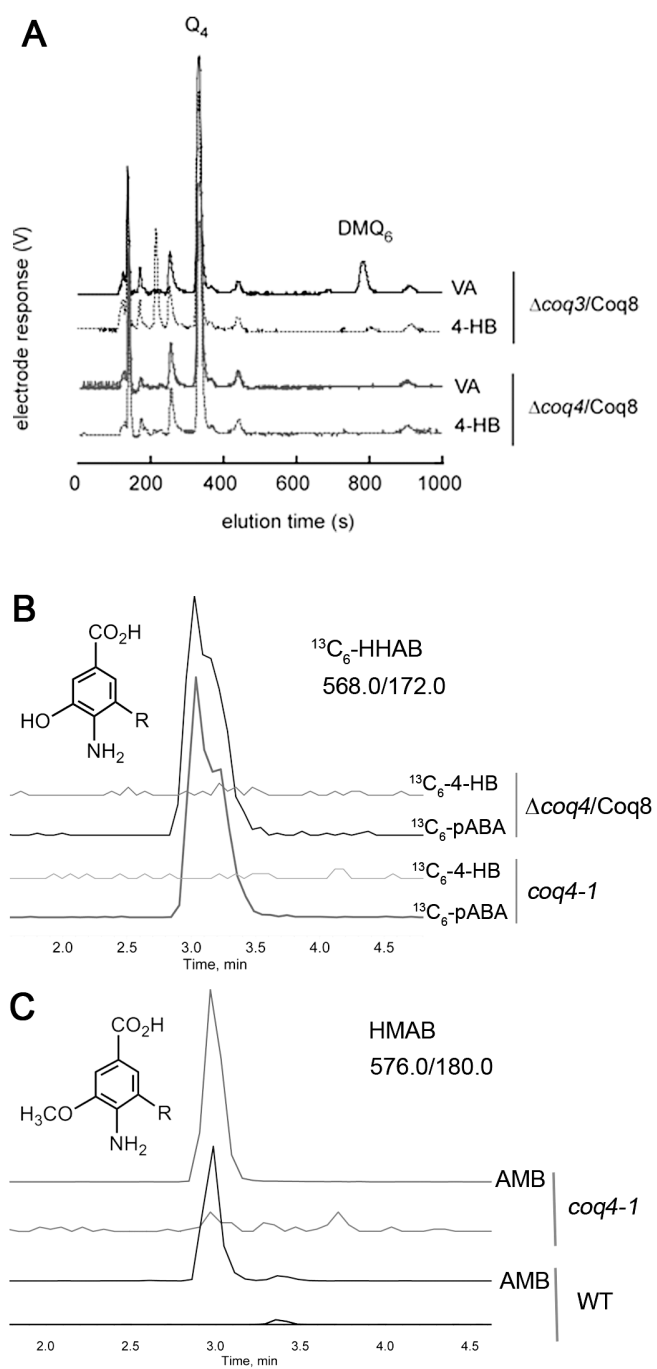 A
Q₄
DMQ₆
electrode response (V)
VA
4-HB
Δcoq3/Coq8
VA
4-HB
Δcoq4/Coq8
0 200 400 600 800 1000
elution time (s)
B
CO₂H
HO
R
NH₂
¹³C₆-HHAB
568.0/172.0
¹³C₆-4-HB
¹³C₆-pABA
Δcoq4/Coq8
¹³C₆-4-HB
¹³C₆-pABA
coq4-1
2.0 2.5 3.0 3.5 4.0 4.5
Time, min
C
CO₂H
H₃CO
R
NH₂
HMAB
576.0/180.0
AMB
coq4-1
AMB
WT
2.0 2.5 3.0 3.5 4.0 4.5
Time, min